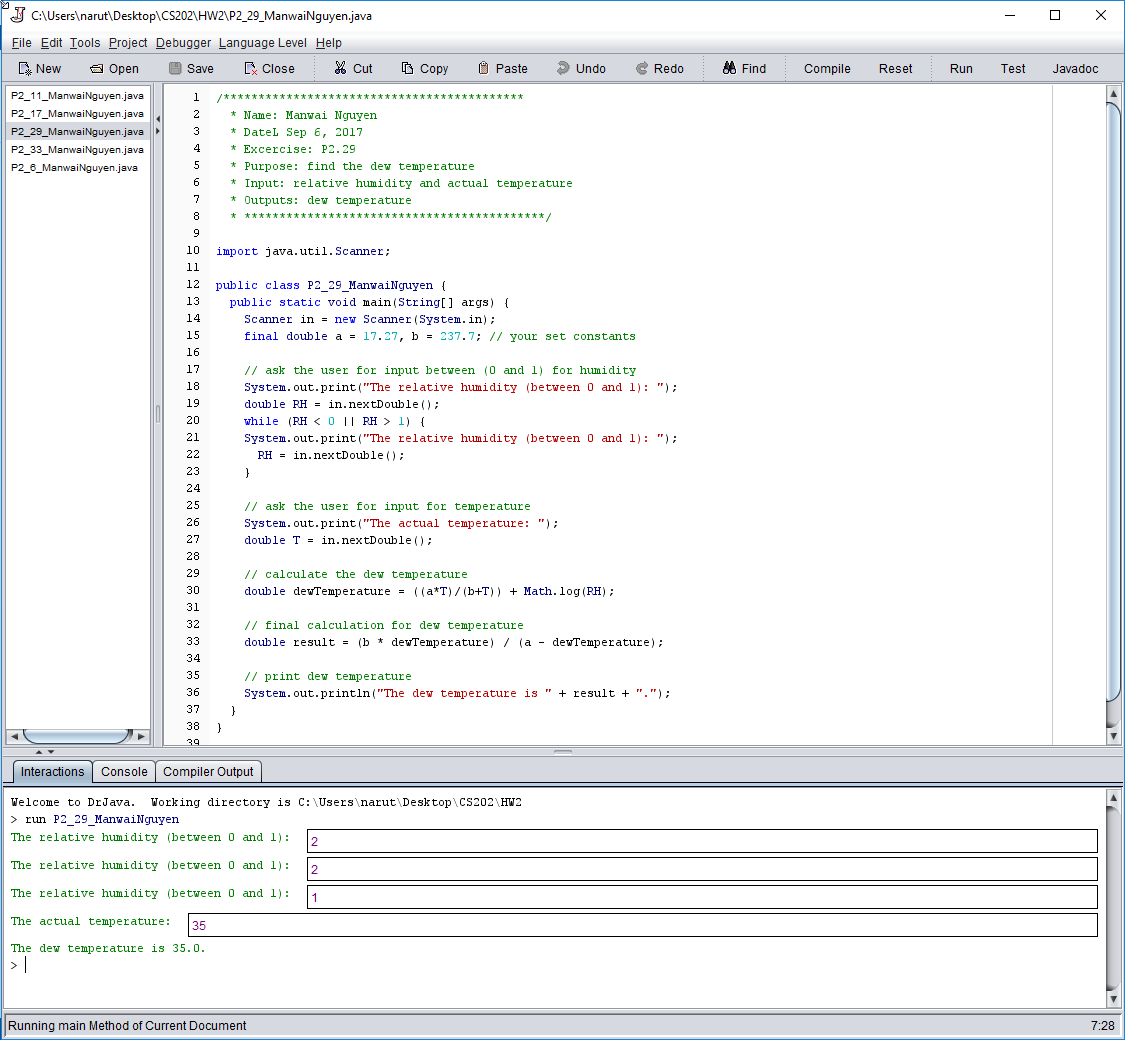 C:\Users\narut\Desktop\CS202\HW2\P2_29_ManwaiNguyen.java
File Edit Tools Project Debugger Language Level Help
New Open Save Close Cut Copy Paste Undo Redo Find Compile Reset Run Test Javadoc
P2_11_ManwaiNguyen.java
P2_17_ManwaiNguyen.java
P2_29_ManwaiNguyen.java
P2_33_ManwaiNguyen.java
P2_6_ManwaiNguyen.java
1 /*******************************************
2 * Name: Manwai Nguyen
3 * DateL Sep 6, 2017
4 * Excercise: P2.29
5 * Purpose: find the dew temperature
6 * Input: relative humidity and actual temperature
7 * Outputs: dew temperature
8 * *******************************************/
9
10 import java.util.Scanner;
11
12 public class P2_29_ManwaiNguyen {
13 public static void main(String[] args) {
14 Scanner in = new Scanner(System.in);
15 final double a = 17.27, b = 237.7; // your set constants
16
17 // ask the user for input between (0 and 1) for humidity
18 System.out.print("The relative humidity (between 0 and 1): ");
19 double RH = in.nextDouble();
20 while (RH < 0 || RH > 1) {
21 System.out.print("The relative humidity (between 0 and 1): ");
22 RH = in.nextDouble();
23 }
24
25 // ask the user for input for temperature
26 System.out.print("The actual temperature: ");
27 double T = in.nextDouble();
28
29 // calculate the dew temperature
30 double dewTemperature = ((a*T)/(b+T)) + Math.log(RH);
31
32 // final calculation for dew temperature
33 double result = (b * dewTemperature) / (a - dewTemperature);
34
35 // print dew temperature
36 System.out.println("The dew temperature is " + result + ".");
37 }
38 }
39
Interactions Console Compiler Output
Welcome to DrJava. Working directory is C:\Users\narut\Desktop\CS202\HW2
> run P2_29_ManwaiNguyen
The relative humidity (between 0 and 1): 2
The relative humidity (between 0 and 1): 2
The relative humidity (between 0 and 1): 1
The actual temperature: 35
The dew temperature is 35.0.
>
Running main Method of Current Document 7:28